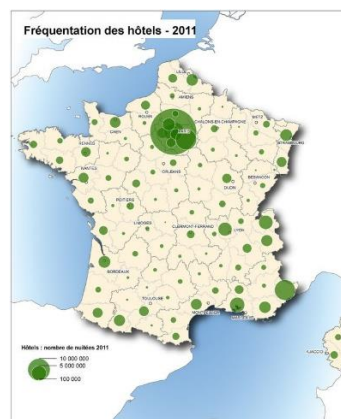 Fréquentation des hôtels - 2011
LILLE
AMIENS
ROUEN
CAEN
CHALONS-EN-CHAMPAGNE
METZ
PARIS
STRASBOURG
RENNES
ORLEANS
NANTES
DIJON
BESANCON
POITIERS
LIMOGES
CLERMONT-FERRAND
LYON
BORDEAUX
TOULOUSE
MONTPELLIER
MARSEILLE
AJACCIO
Hôtels : nombre de nuitées 2011
10 000 000
5 000 000
100 000